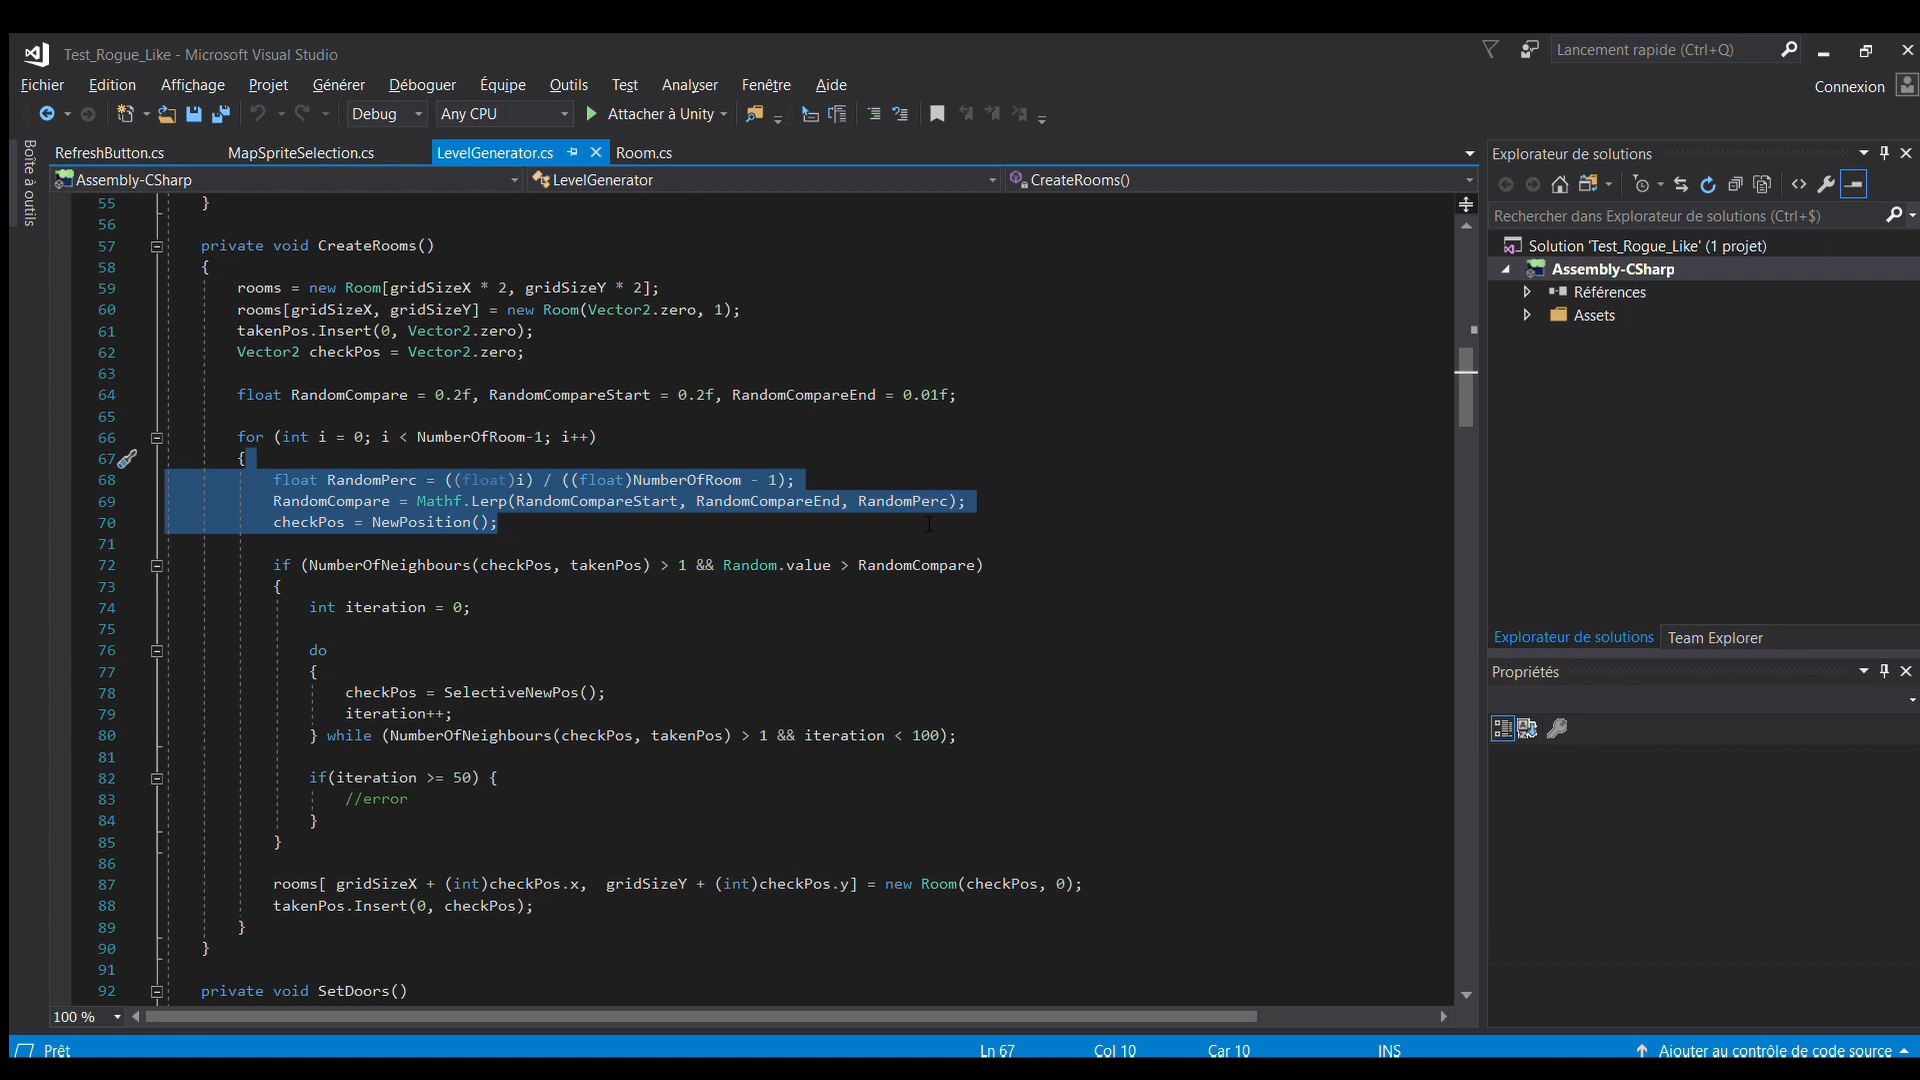 Test_Rogue_Like - Microsoft Visual Studio
Lancement rapide (Ctrl+Q)
Fichier Edition Affichage Projet Générer Déboguer Équipe Outils Test Analyser Fenêtre Aide
Connexion
Debug Any CPU Attacher à Unity
Boîte à outils
RefreshButton.cs MapSpriteSelection.cs LevelGenerator.cs Room.cs
Assembly-CSharp LevelGenerator CreateRooms()
55 }
56
57 private void CreateRooms()
58 {
59 rooms = new Room[gridSizeX * 2, gridSizeY * 2];
60 rooms[gridSizeX, gridSizeY] = new Room(Vector2.zero, 1);
61 takenPos.Insert(0, Vector2.zero);
62 Vector2 checkPos = Vector2.zero;
63
64 float RandomCompare = 0.2f, RandomCompareStart = 0.2f, RandomCompareEnd = 0.01f;
65
66 for (int i = 0; i < NumberOfRoom-1; i++)
67 {
68 float RandomPerc = ((float)i) / ((float)NumberOfRoom - 1);
69 RandomCompare = Mathf.Lerp(RandomCompareStart, RandomCompareEnd, RandomPerc);
70 checkPos = NewPosition();
71
72 if (NumberOfNeighbours(checkPos, takenPos) > 1 && Random.value > RandomCompare)
73 {
74 int iteration = 0;
75
76 do
77 {
78 checkPos = SelectiveNewPos();
79 iteration++;
80 } while (NumberOfNeighbours(checkPos, takenPos) > 1 && iteration < 100);
81
82 if(iteration >= 50) {
83 //error
84 }
85 }
86
87 rooms[ gridSizeX + (int)checkPos.x,  gridSizeY + (int)checkPos.y] = new Room(checkPos, 0);
88 takenPos.Insert(0, checkPos);
89 }
90 }
91
92 private void SetDoors()
100 %
Explorateur de solutions
Rechercher dans Explorateur de solutions (Ctrl+$)
Solution 'Test_Rogue_Like' (1 projet)
Assembly-CSharp
Références
Assets
Explorateur de solutions Team Explorer
Propriétés
Prêt Ln 67 Col 10 Car 10 INS Ajouter au contrôle de code source